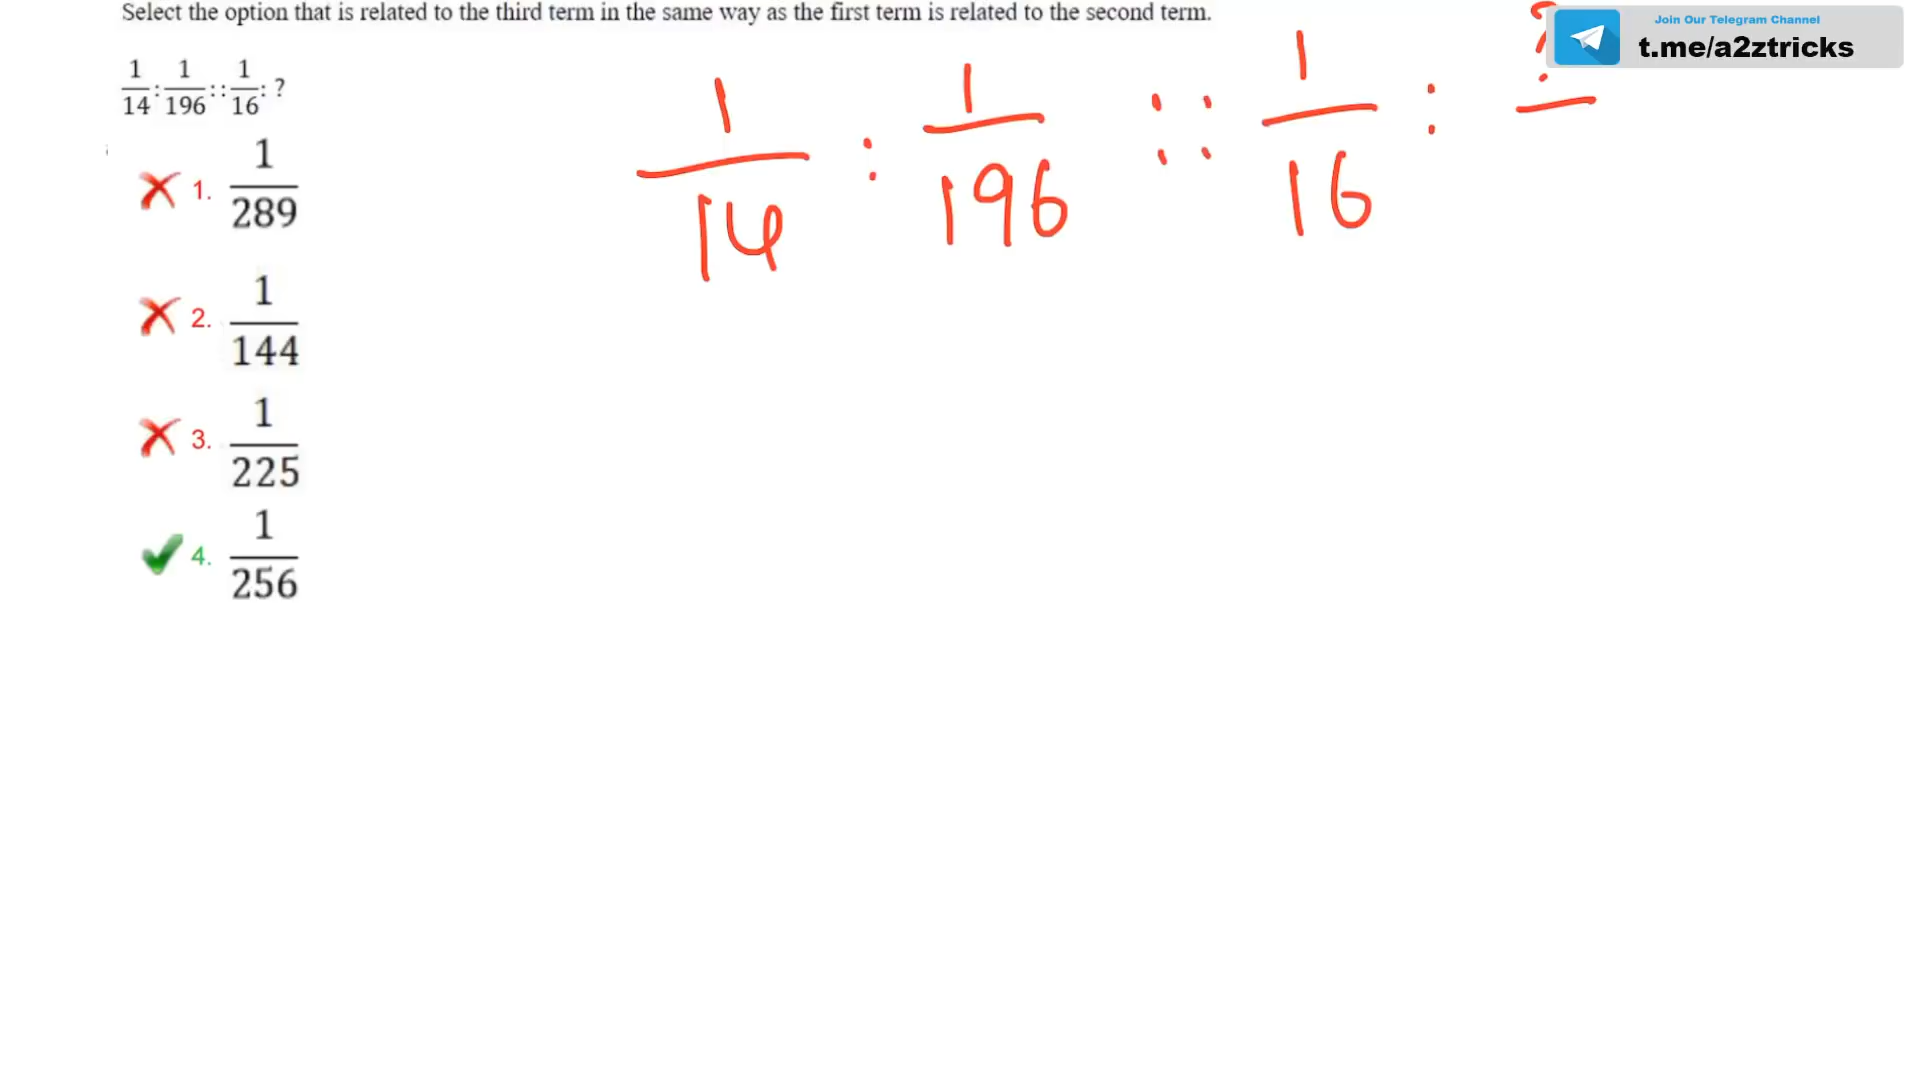 Select the option that is related to the third term in the same way as the first term is related to the second term.
1/14 : 1/196 :: 1/16 : ?
1. 1/289
2. 1/144
3. 1/225
4. 1/256
1/14 : 1/196 :: 1/16 : ?
Join Our Telegram Channel
t.me/a2ztricks